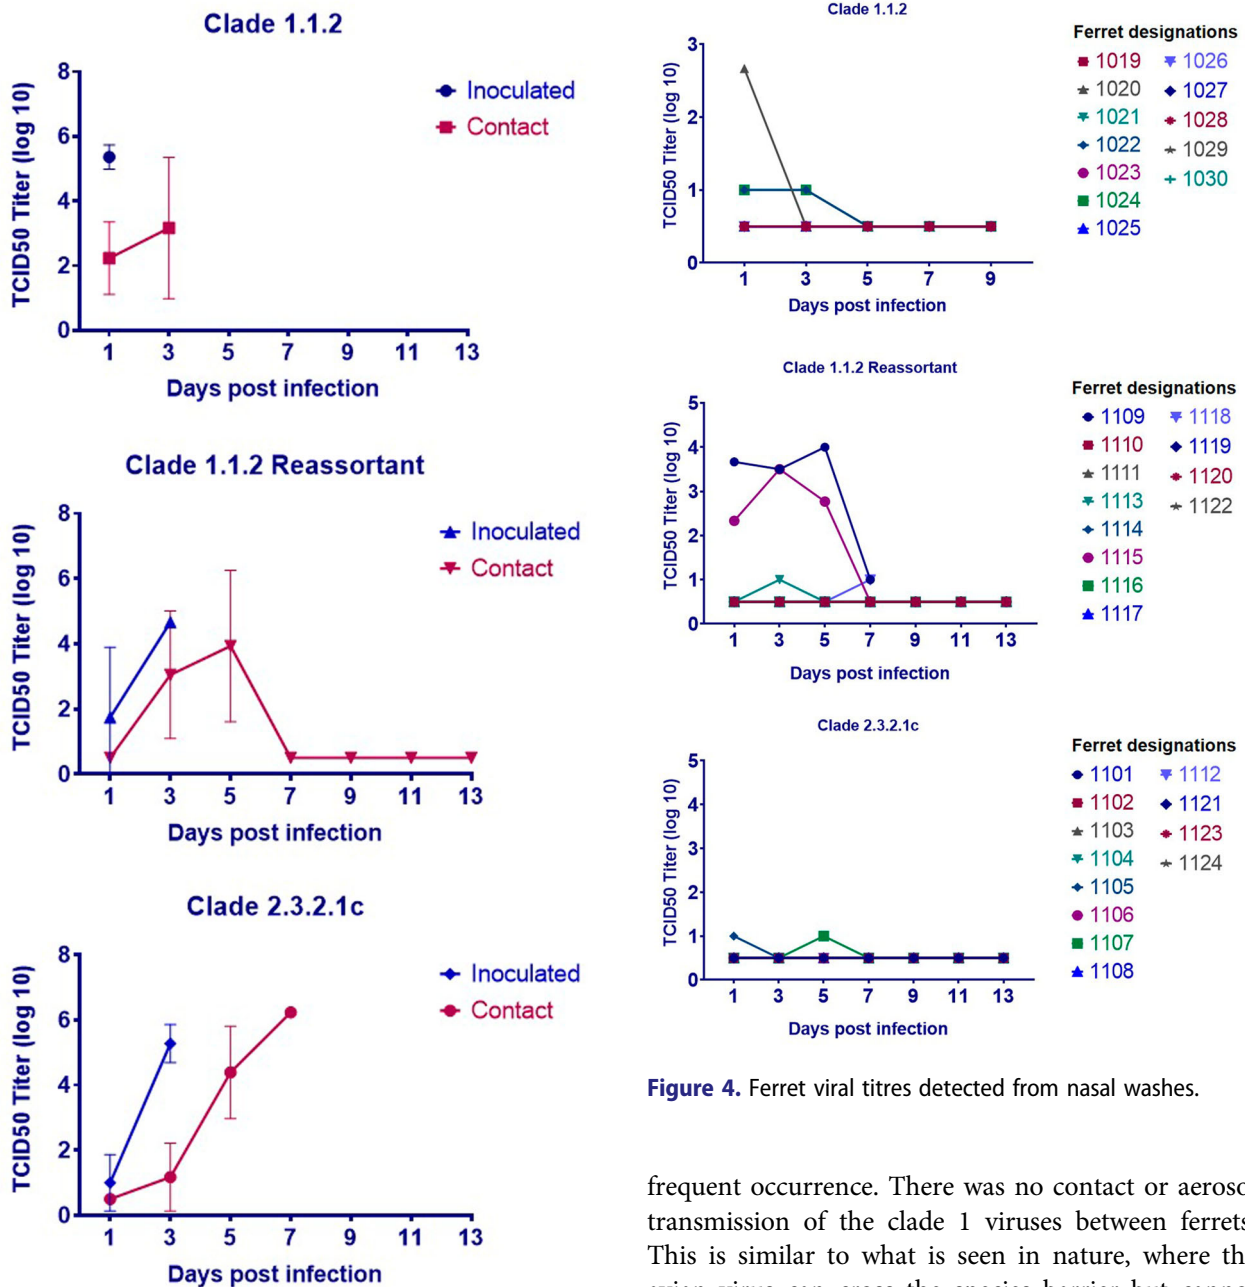 Clade 1.1.2
TCID50 Titer (log 10)
8
6
4
2
0
1 3 5 7 9 11 13
Days post infection
Inoculated
Contact
Clade 1.1.2 Reassortant
TCID50 Titer (log 10)
8
6
4
2
0
1 3 5 7 9 11 13
Days post infection
Inoculated
Contact
Clade 2.3.2.1c
TCID50 Titer (log 10)
8
6
4
2
0
1 3 5 7 9 11 13
Days post infection
Inoculated
Contact
Clade 1.1.2
TCID50 Titer (log 10)
3
2
1
0
1 3 5 7 9
Days post infection
Ferret designations
1019 1026
1020 1027
1021 1028
1022 1029
1023 1030
1024
1025
Clade 1.1.2 Reassortant
TCID50 Titer (log 10)
5
4
3
2
1
0
1 3 5 7 9 11 13
Days post infection
Ferret designations
1109 1118
1110 1119
1111 1120
1113 1122
1114
1115
1116
1117
Clade 2.3.2.1c
TCID50 Titer (log 10)
5
4
3
2
1
0
1 3 5 7 9 11 13
Days post infection
Ferret designations
1101 1112
1102 1121
1103 1123
1104 1124
1105
1106
1107
1108
Figure 4. Ferret viral titres detected from nasal washes.
frequent occurrence. There was no contact or aeroso
transmission of the clade 1 viruses between ferrets
This is similar to what is seen in nature, where th